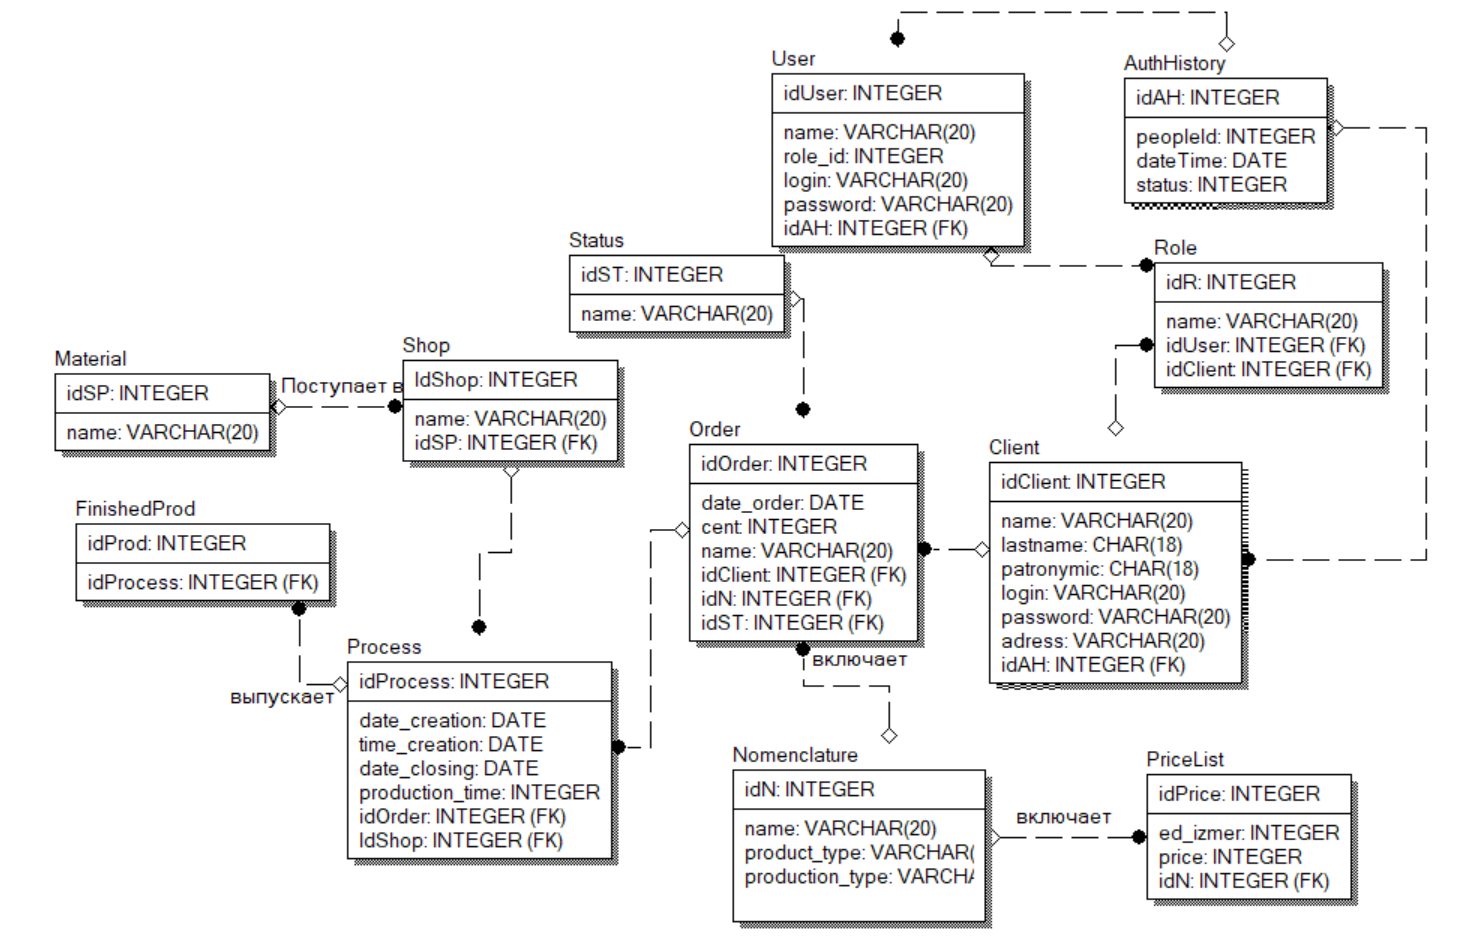 User
idUser: INTEGER
name: VARCHAR(20)
role_id: INTEGER
login: VARCHAR(20)
password: VARCHAR(20)
idAH: INTEGER (FK)
AuthHistory
idAH: INTEGER
peopleId: INTEGER
dateTime: DATE
status: INTEGER
Status
idST: INTEGER
name: VARCHAR(20)
Role
idR: INTEGER
name: VARCHAR(20)
idUser: INTEGER (FK)
idClient: INTEGER (FK)
Material
idSP: INTEGER
name: VARCHAR(20)
Поступает в
Shop
IdShop: INTEGER
name: VARCHAR(20)
idSP: INTEGER (FK)
Order
idOrder: INTEGER
date_order: DATE
cent: INTEGER
name: VARCHAR(20)
idClient: INTEGER (FK)
idN: INTEGER (FK)
idST: INTEGER (FK)
включает
Client
idClient: INTEGER
name: VARCHAR(20)
lastname: CHAR(18)
patronymic: CHAR(18)
login: VARCHAR(20)
password: VARCHAR(20)
adress: VARCHAR(20)
idAH: INTEGER (FK)
FinishedProd
idProd: INTEGER
idProcess: INTEGER (FK)
выпускает
Process
idProcess: INTEGER
date_creation: DATE
time_creation: DATE
date_closing: DATE
production_time: INTEGER
idOrder: INTEGER (FK)
IdShop: INTEGER (FK)
Nomenclature
idN: INTEGER
name: VARCHAR(20)
product_type: VARCHAR(
production_type: VARCHA
включает
PriceList
idPrice: INTEGER
ed_izmer: INTEGER
price: INTEGER
idN: INTEGER (FK)